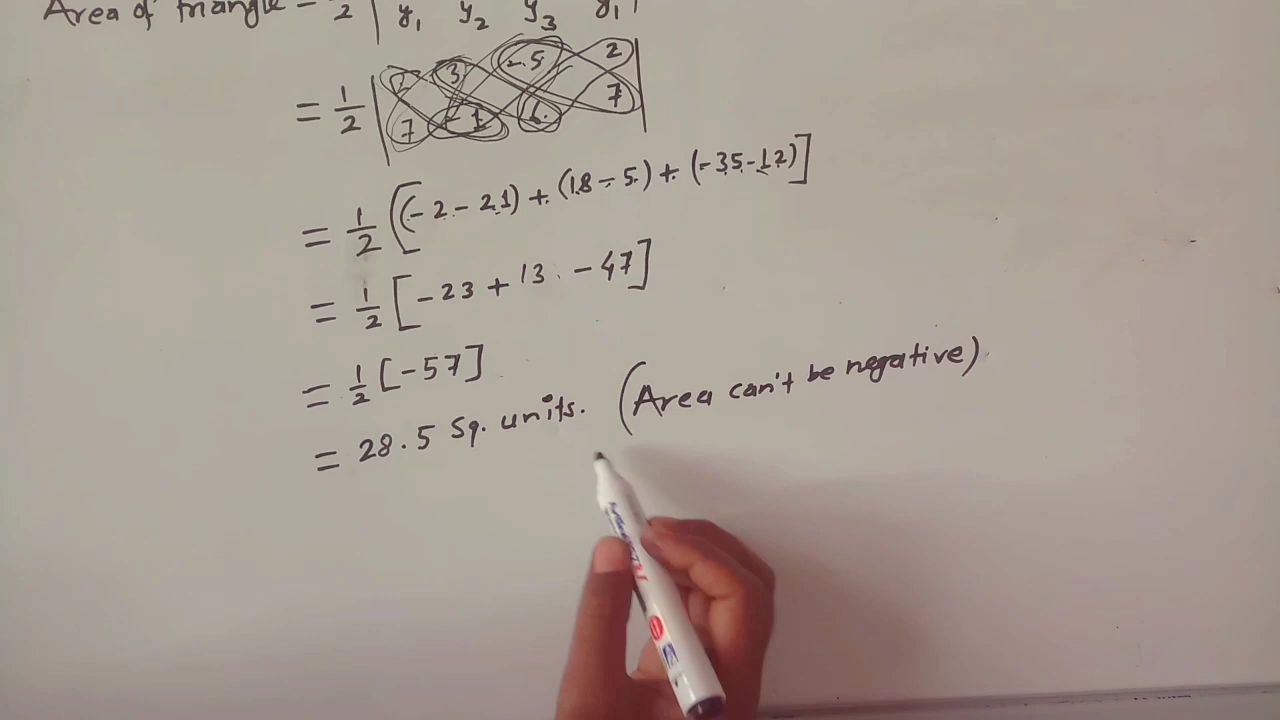 Area of triangle = 1/2 | y₁ y₂ y₃ y₁ |
= 1/2 | 2 3 -5 2
7 -1 6 7 |
= 1/2 [(-2-21) + (18-5) + (-35-12)]
= 1/2 [-23 + 13 - 47]
= 1/2 [-57]
= 28.5 Sq. units. (Area can't be negative)